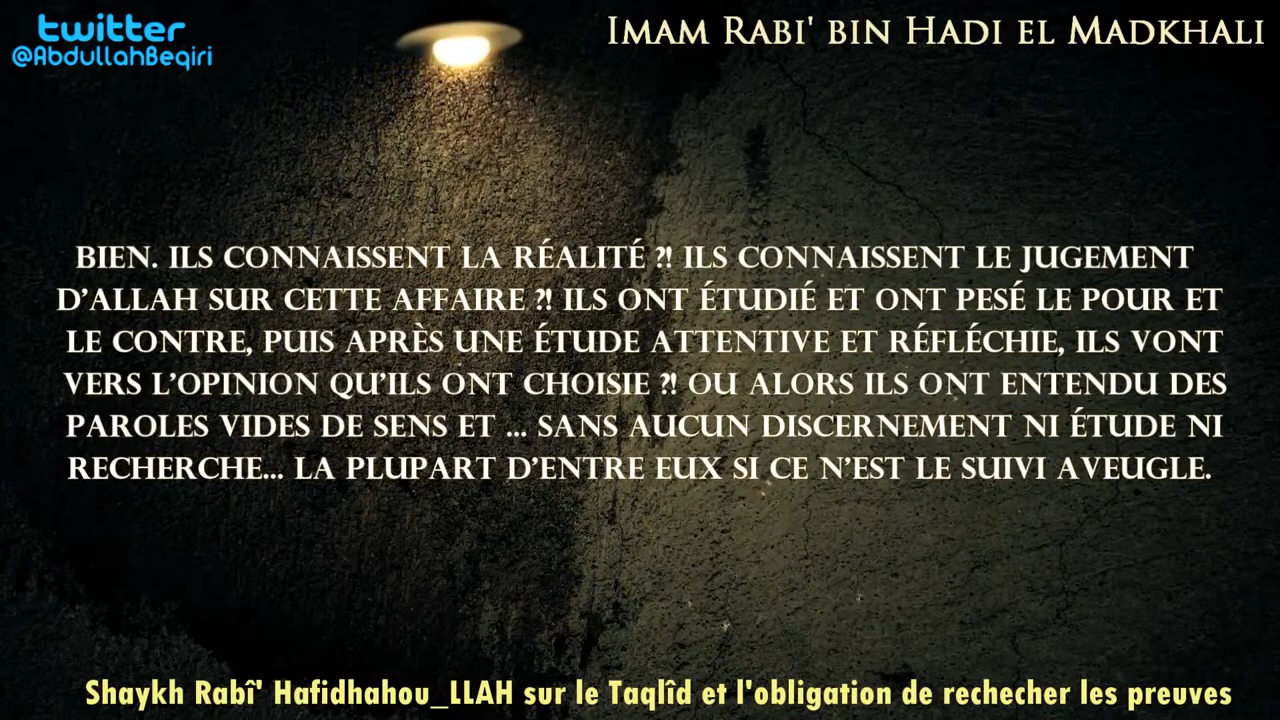 twitter
@AbdullahBeqiri
IMAM RABI' BIN HADI EL MADKHALI
BIEN. ILS CONNAISSENT LA RÉALITÉ ?! ILS CONNAISSENT LE JUGEMENT
D’ALLAH SUR CETTE AFFAIRE ?! ILS ONT ÉTUDIÉ ET ONT PESÉ LE POUR ET
LE CONTRE, PUIS APRÈS UNE ÉTUDE ATTENTIVE ET RÉFLÉCHIE, ILS VONT
VERS L’OPINION QU’ILS ONT CHOISIE ?! OU ALORS ILS ONT ENTENDU DES
PAROLES VIDES DE SENS ET ... SANS AUCUN DISCERNEMENT NI ÉTUDE NI
RECHERCHE... LA PLUPART D’ENTRE EUX SI CE N’EST LE SUIVI AVEUGLE.
Shaykh Rabî' Hafidhahou_LLAH sur le Taqlîd et l'obligation de rechecher les preuves